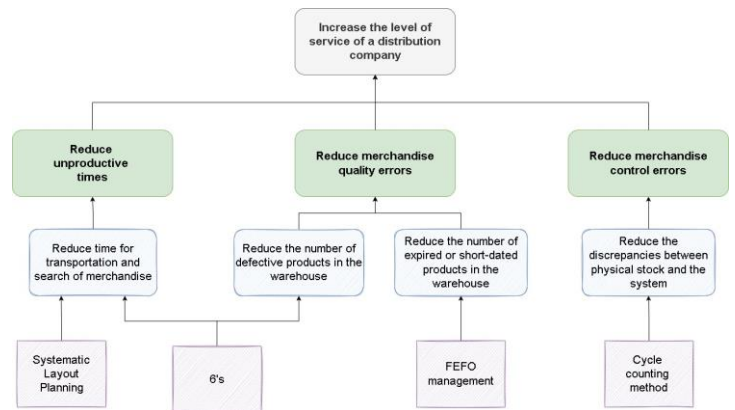 Increase the level of
service of a distribution
company
Reduce
unproductive
times
Reduce merchandise
quality errors
Reduce merchandise
control errors
Reduce time for
transportation and
search of merchandise
Reduce the number of
defective products in the
warehouse
Reduce the number of
expired or short-dated
products in the
warehouse
Reduce the
discrepancies between
physical stock and the
system
Systematic
Layout
Planning
6's
FEFO
management
Cycle
counting
method